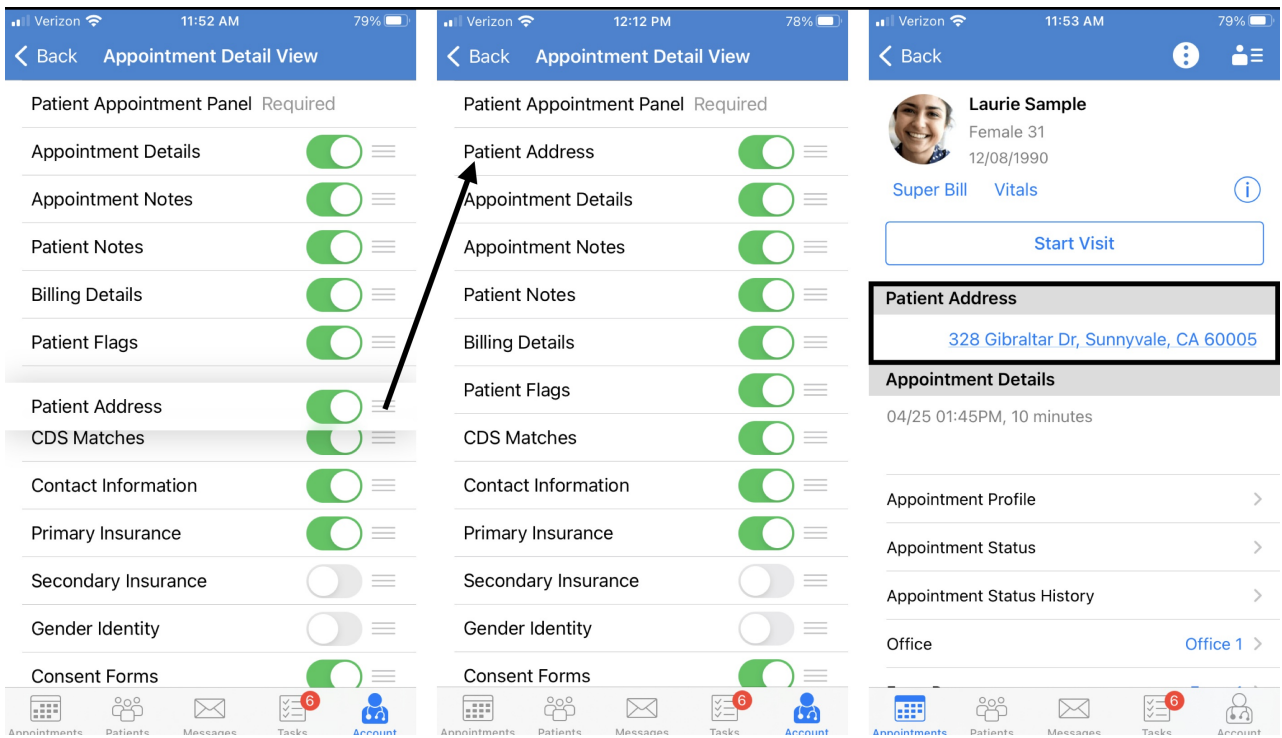 Verizon 11:52 AM 79%
Back Appointment Detail View
Patient Appointment Panel Required
Appointment Details
Appointment Notes
Patient Notes
Billing Details
Patient Flags
Patient Address
CDS Matches
Contact Information
Primary Insurance
Secondary Insurance
Gender Identity
Consent Forms
6
Appointments Patients Messages Tasks Account
Verizon 12:12 PM 78%
Back Appointment Detail View
Patient Appointment Panel Required
Patient Address
Appointment Details
Appointment Notes
Patient Notes
Billing Details
Patient Flags
CDS Matches
Contact Information
Primary Insurance
Secondary Insurance
Gender Identity
Consent Forms
6
Appointments Patients Messages Tasks Account
Verizon 11:53 AM 79%
Back
Laurie Sample
Female 31
12/08/1990
Super Bill Vitals i
Start Visit
Patient Address
328 Gibraltar Dr, Sunnyvale, CA 60005
Appointment Details
04/25 01:45PM, 10 minutes
Appointment Profile
Appointment Status
Appointment Status History
Office Office 1
6
Appointments Patients Messages Tasks Account